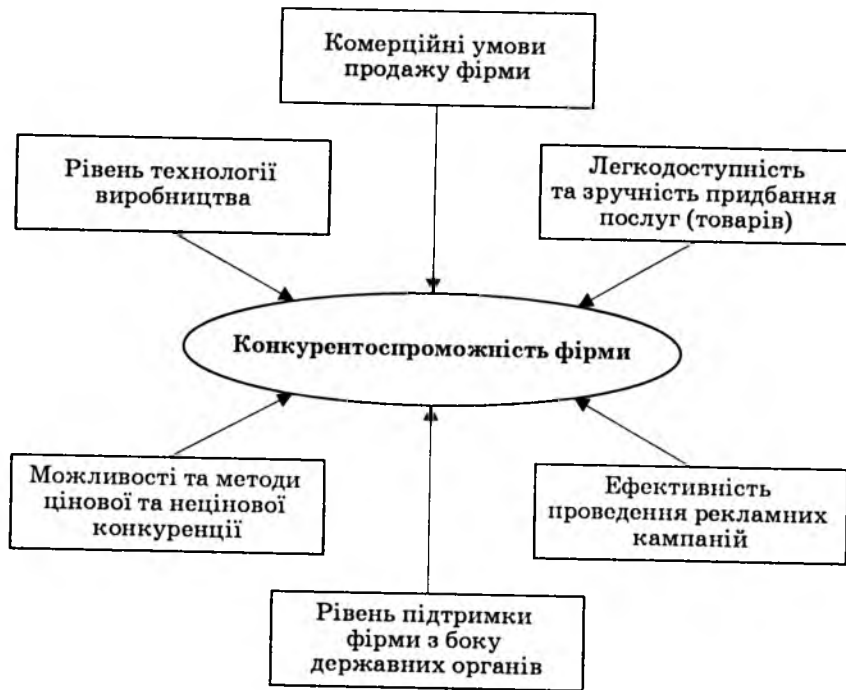 Комерційні умови
продажу фірми
Рівень технології
виробництва
Легкодоступність
та зручність придбання
послуг (товарів)
Конкурентоспроможність фірми
Можливості та методи
цінової та нецінової
конкуренції
Ефективність
проведення рекламних
кампаній
Рівень підтримки
фірми з боку
державних органів